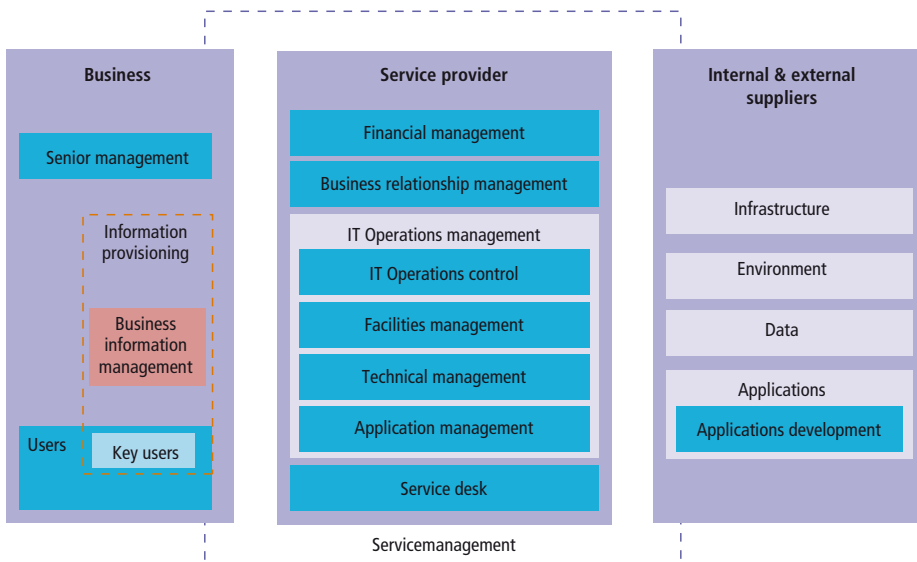 Business
Senior management
Information
provisioning
Business
information
management
Users
Key users
Service provider
Financial management
Business relationship management
IT Operations management
IT Operations control
Facilities management
Technical management
Application management
Service desk
Servicemanagement
Internal & external
suppliers
Infrastructure
Environment
Data
Applications
Applications development